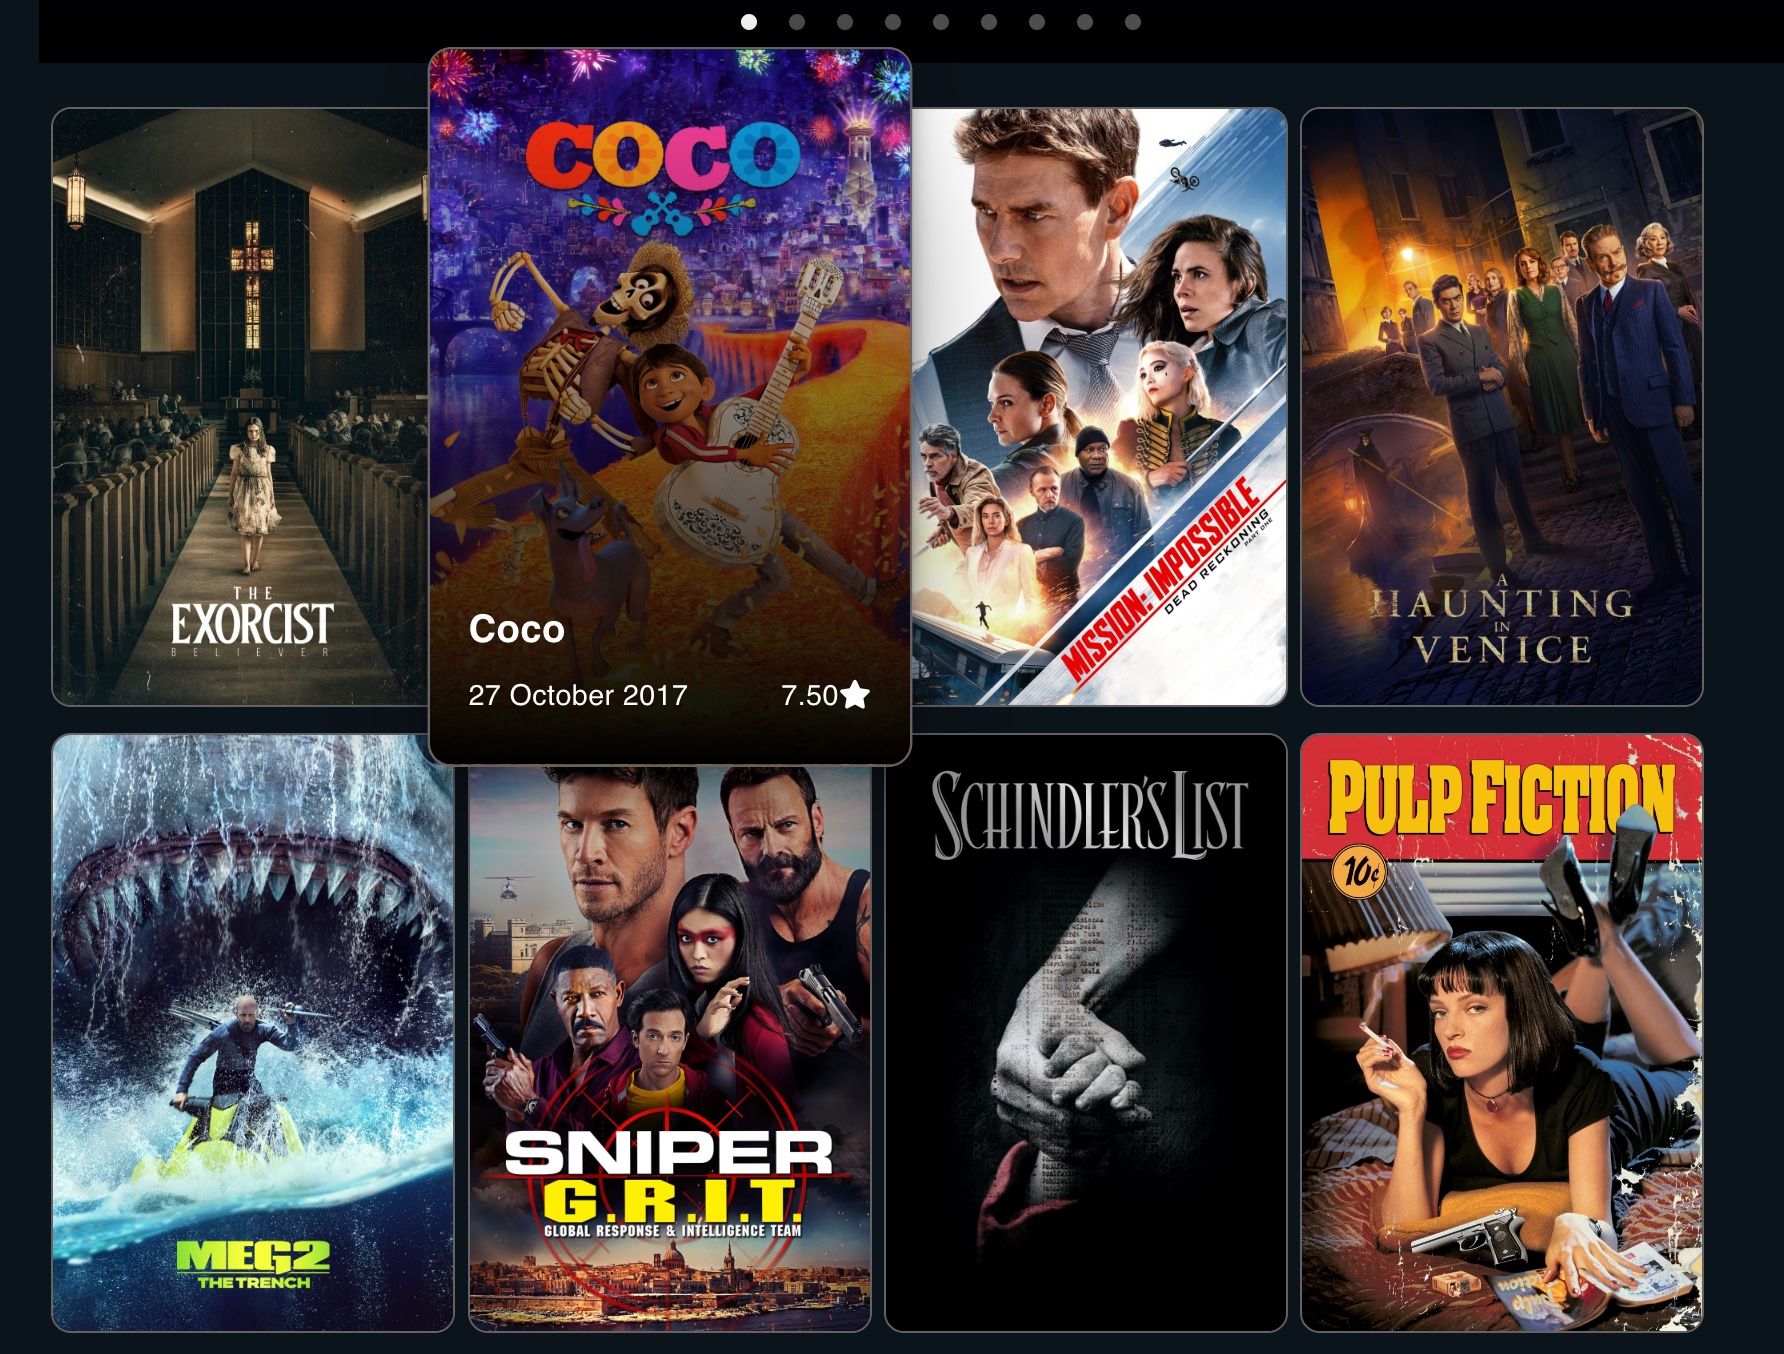 THE
EXORCIST
BELIEVER
COCO
Coco
27 October 2017
7.50
MISSION: IMPOSSIBLE
DEAD RECKONING
PART ONE
A
HAUNTING
IN
VENICE
MEG2
THE TRENCH
SNIPER
G.R.I.T.
GLOBAL RESPONSE & INTELLIGENCE TEAM
SCHINDLER'S LIST
PULP FICTION
10¢